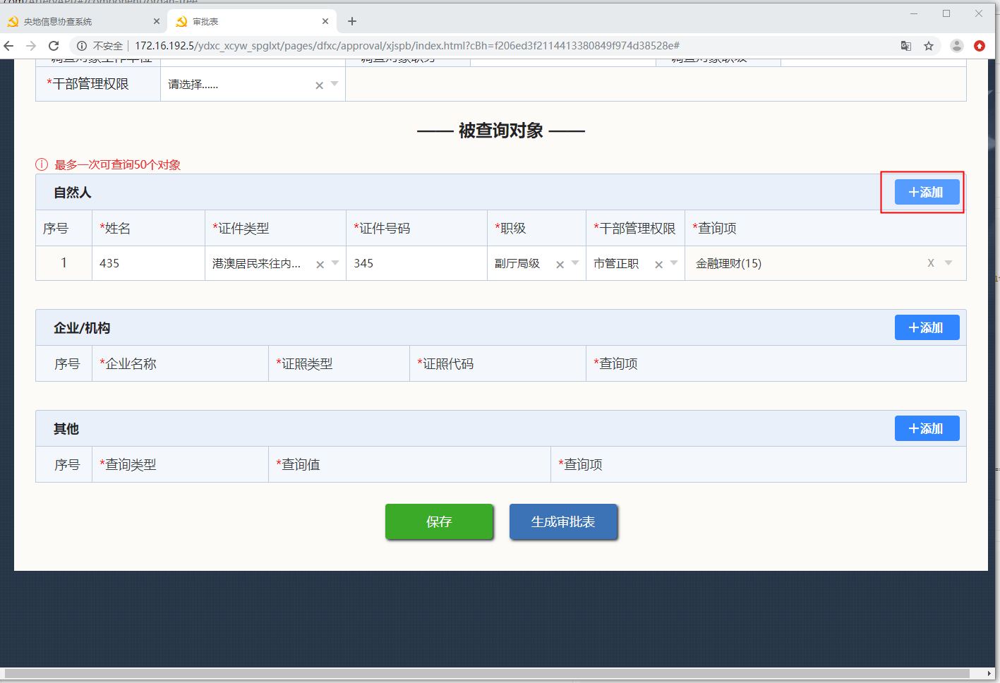 央地信息协查系统
审批表
不安全 172.16.192.5/ydxc_xcyw_spglxt/pages/dfxc/approval/xjspb/index.html?cBh=f206ed3f2114413380849f974d38528e#
*干部管理权限 请选择......
—— 被查询对象 ——
最多一次可查询50个对象
自然人 +添加
序号 *姓名 *证件类型 *证件号码 *职级 *干部管理权限 *查询项
1 435 港澳居民来往内... 345 副厅局级 市管正职 金融理财(15) X
企业/机构 +添加
序号 *企业名称 *证照类型 *证照代码 *查询项
其他 +添加
序号 *查询类型 *查询值 *查询项
保存 生成审批表